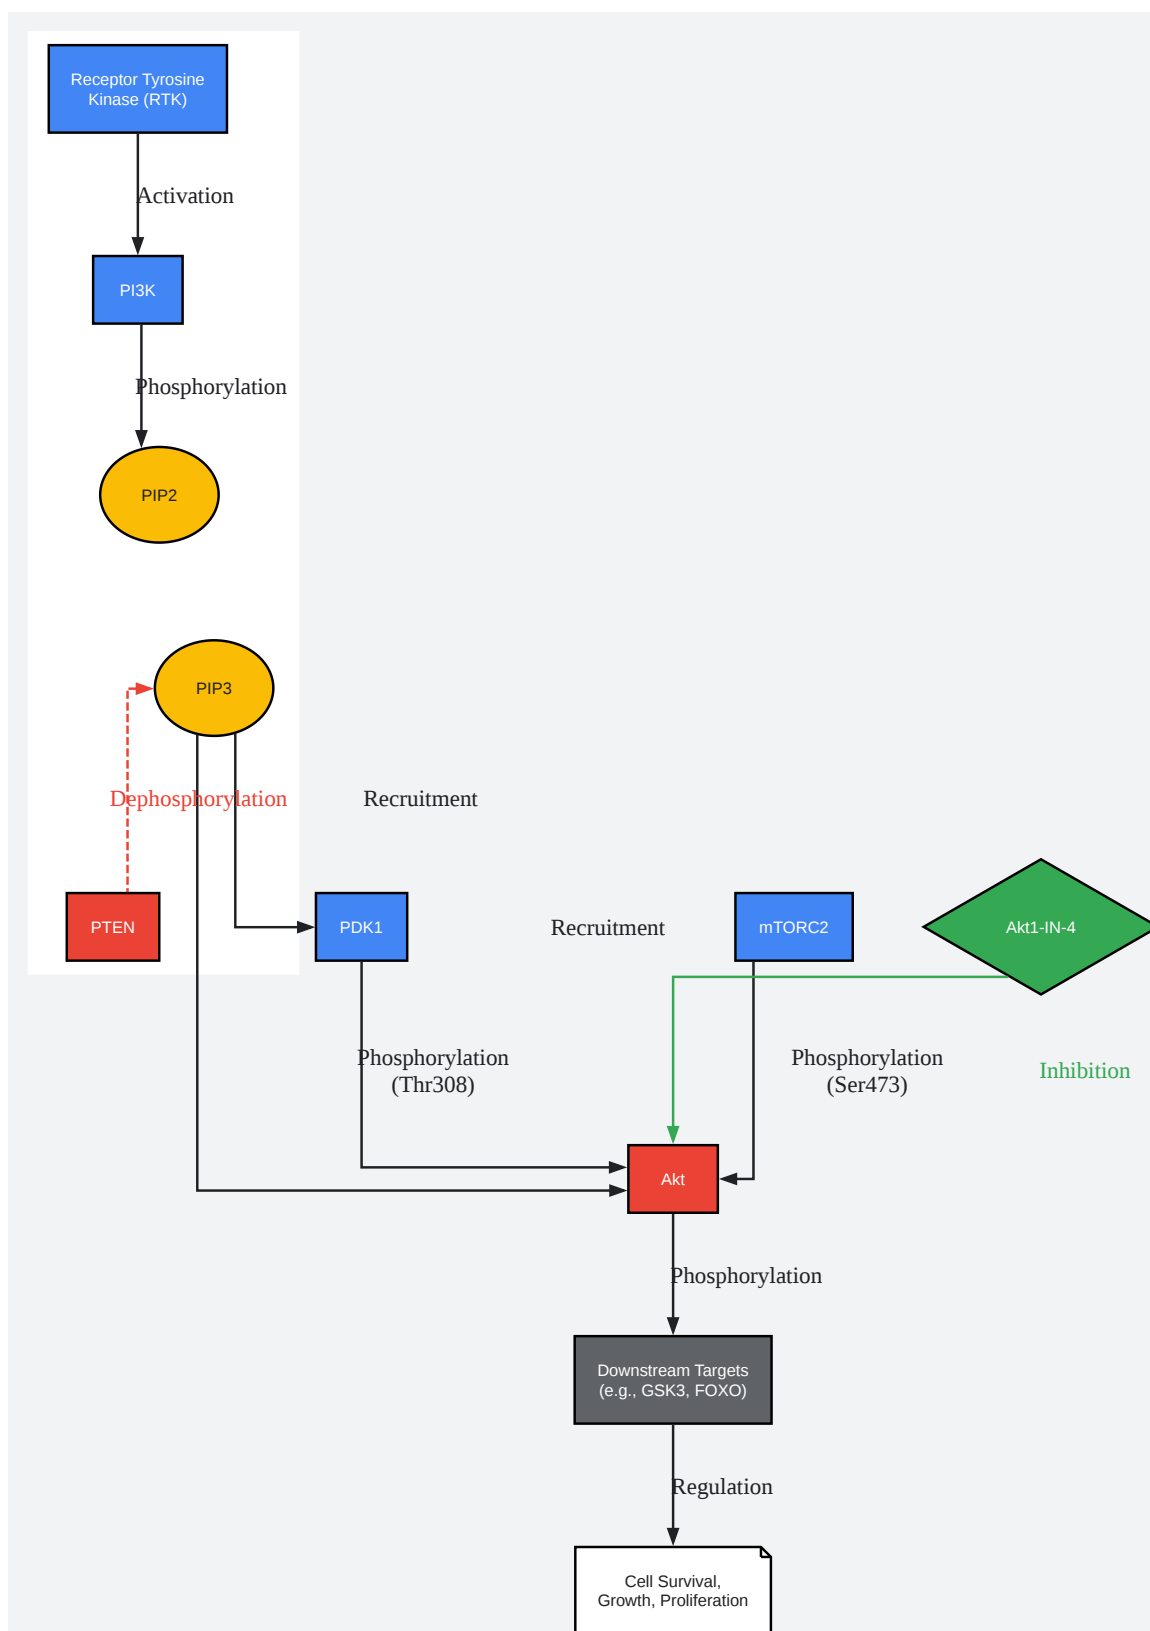 Receptor Tyrosine
Kinase (RTK)
Activation
PI3K
Phosphorylation
PIP2
PIP3
Dephosphorylation
Recruitment
PTEN
PDK1
Recruitment
mTORC2
Akt1-IN-4
Phosphorylation
(Thr308)
Phosphorylation
(Ser473)
Inhibition
Akt
Phosphorylation
Downstream Targets
(e.g., GSK3, FOXO)
Regulation
Cell Survival,
Growth, Proliferation